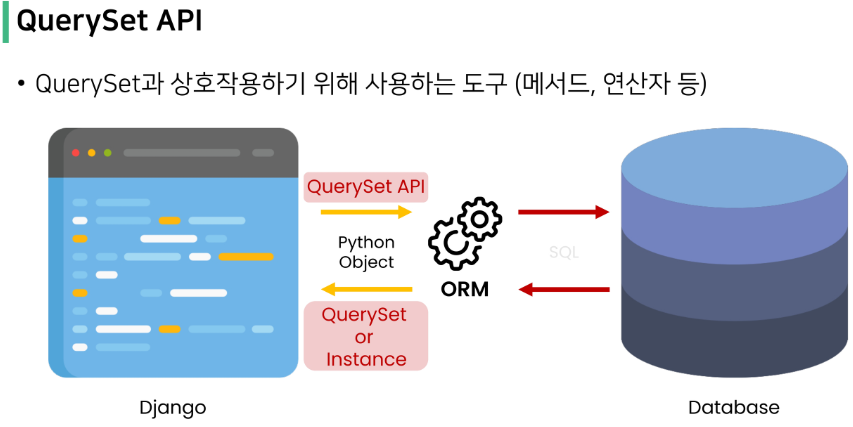 QuerySet API
• QuerySet과 상호작용하기 위해 사용하는 도구 (메서드, 연산자 등)
QuerySet API
Python
Object
SQL
ORM
QuerySet
or
Instance
Django
Database